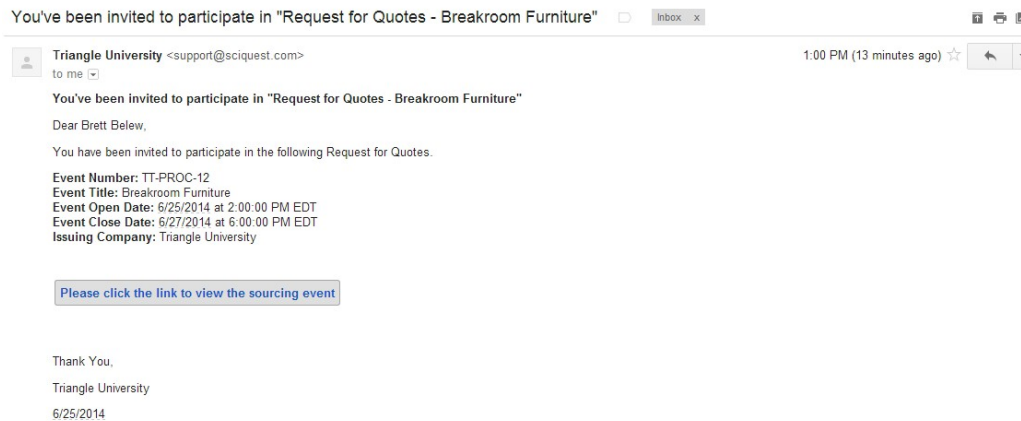 You've been invited to participate in "Request for Quotes - Breakroom Furniture" Inbox x
Triangle University <support@sciquest.com> 1:00 PM (13 minutes ago)
to me
You've been invited to participate in "Request for Quotes - Breakroom Furniture"
Dear Brett Belew,
You have been invited to participate in the following Request for Quotes.
Event Number: TT-PROC-12
Event Title: Breakroom Furniture
Event Open Date: 6/25/2014 at 2:00:00 PM EDT
Event Close Date: 6/27/2014 at 6:00:00 PM EDT
Issuing Company: Triangle University
Please click the link to view the sourcing event
Thank You,
Triangle University
6/25/2014